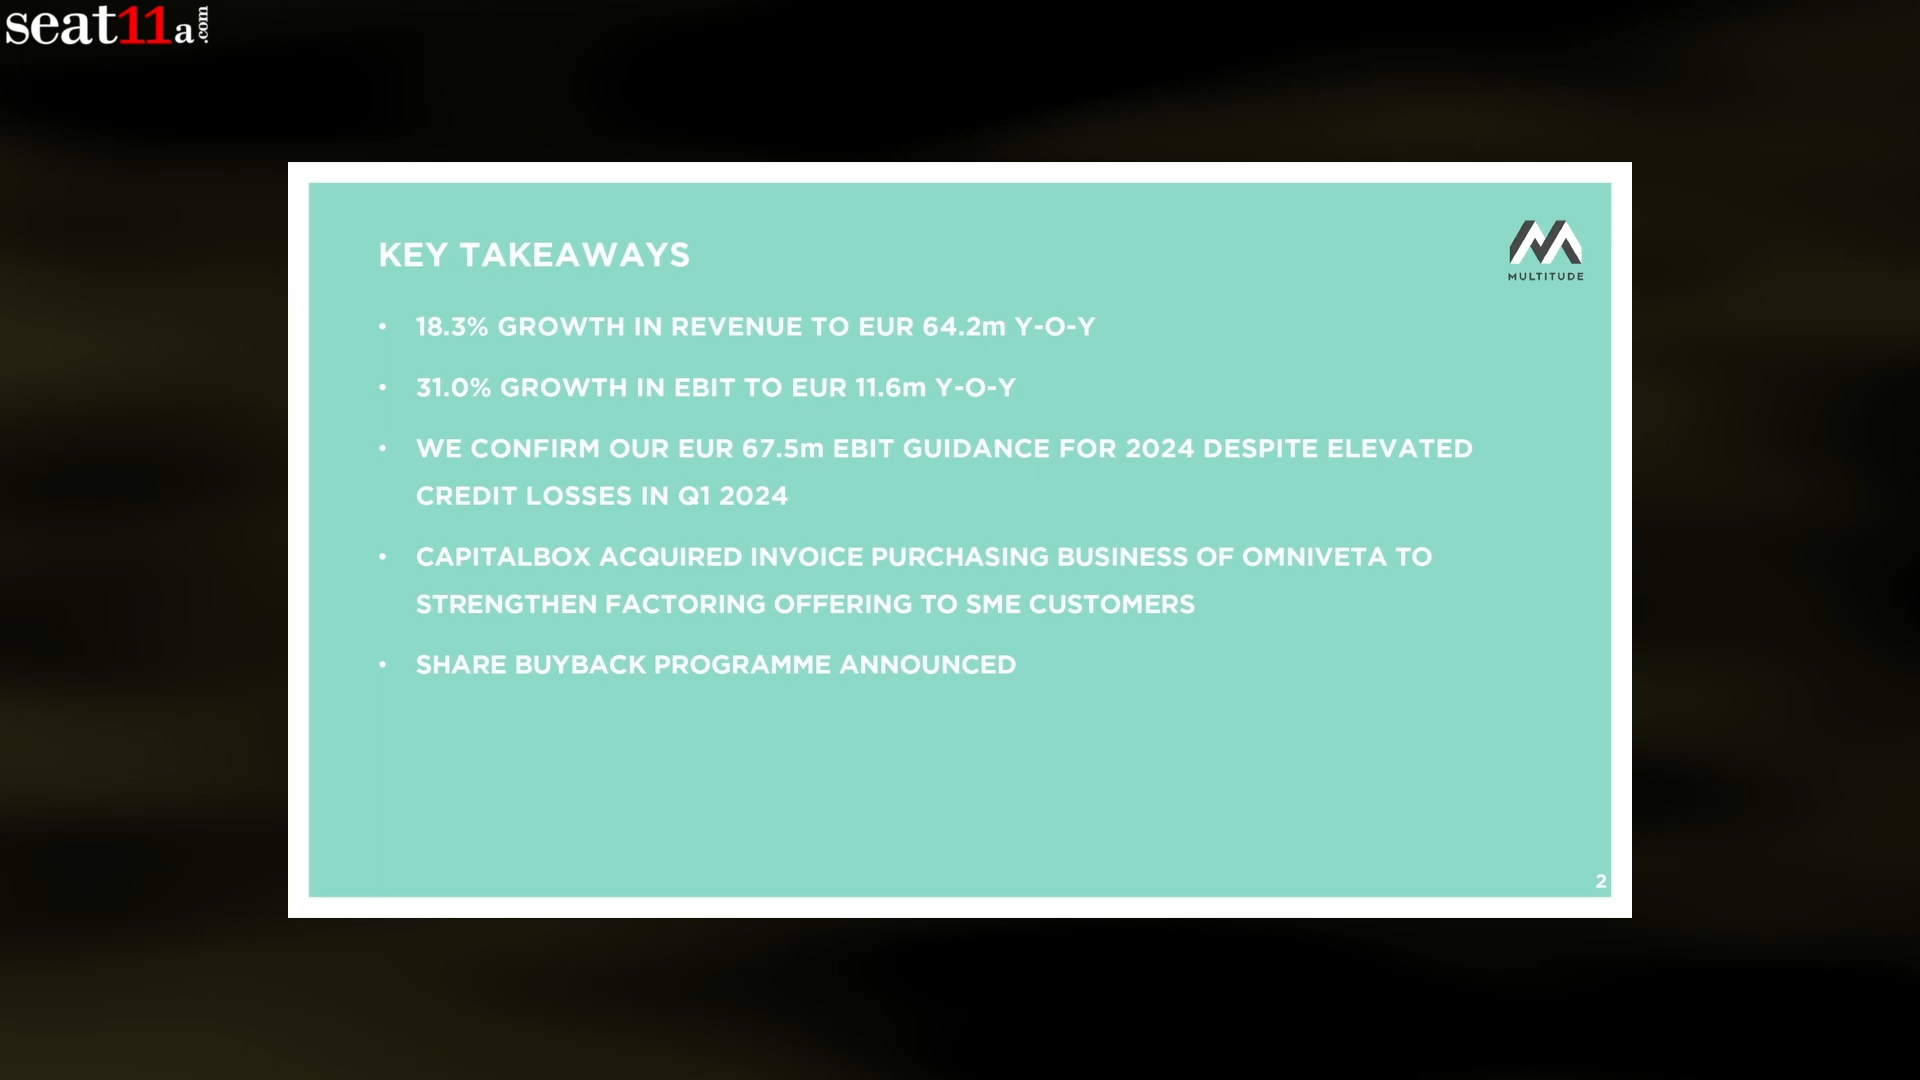 seat11a.com
KEY TAKEAWAYS
MULTITUDE
• 18.3% GROWTH IN REVENUE TO EUR 64.2m Y-O-Y
• 31.0% GROWTH IN EBIT TO EUR 11.6m Y-O-Y
• WE CONFIRM OUR EUR 67.5m EBIT GUIDANCE FOR 2024 DESPITE ELEVATED
CREDIT LOSSES IN Q1 2024
• CAPITALBOX ACQUIRED INVOICE PURCHASING BUSINESS OF OMNIVETA TO
STRENGTHEN FACTORING OFFERING TO SME CUSTOMERS
• SHARE BUYBACK PROGRAMME ANNOUNCED
2